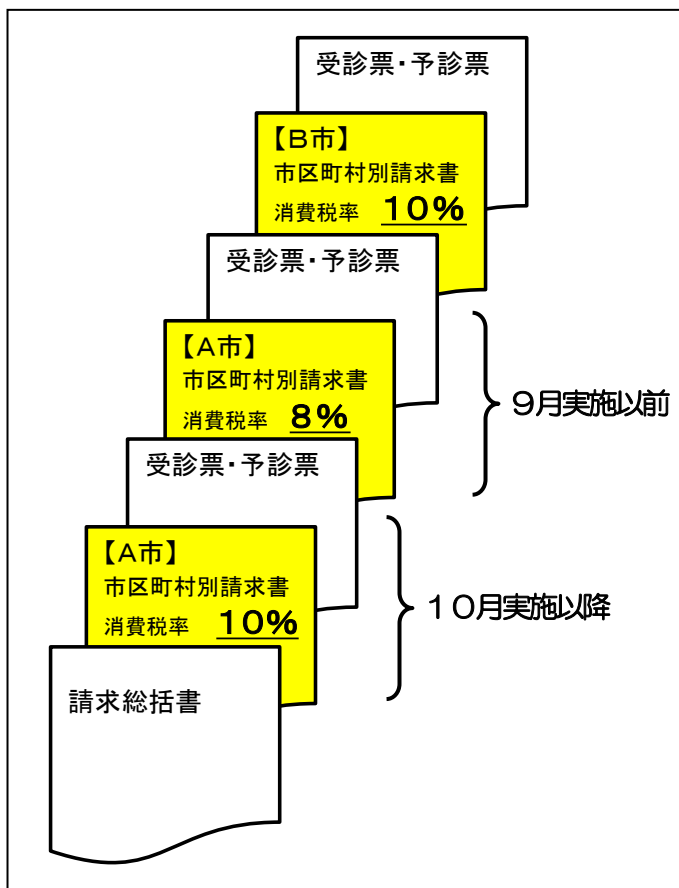 受診票・予診票
【B市】
市区町村別請求書
消費税率 10%
受診票・予診票
【A市】
市区町村別請求書
消費税率 8%
9月実施以前
受診票・予診票
【A市】
市区町村別請求書
消費税率 10%
10月実施以降
請求総括書